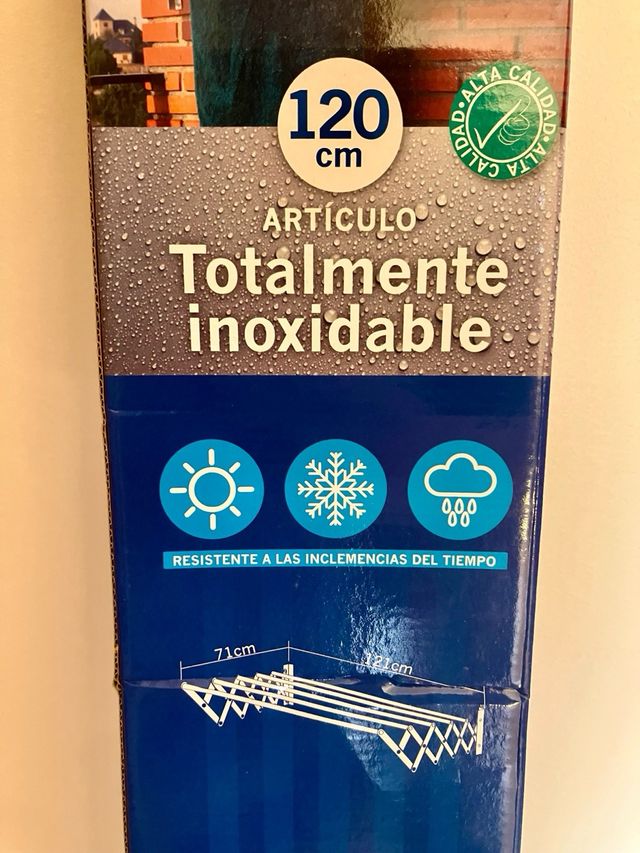 120
cm
ALTA CALIDAD • ALTA CALIDAD •
ARTÍCULO
Totalmente
inoxidable
RESISTENTE A LAS INCLEMENCIAS DEL TIEMPO
71cm
121cm